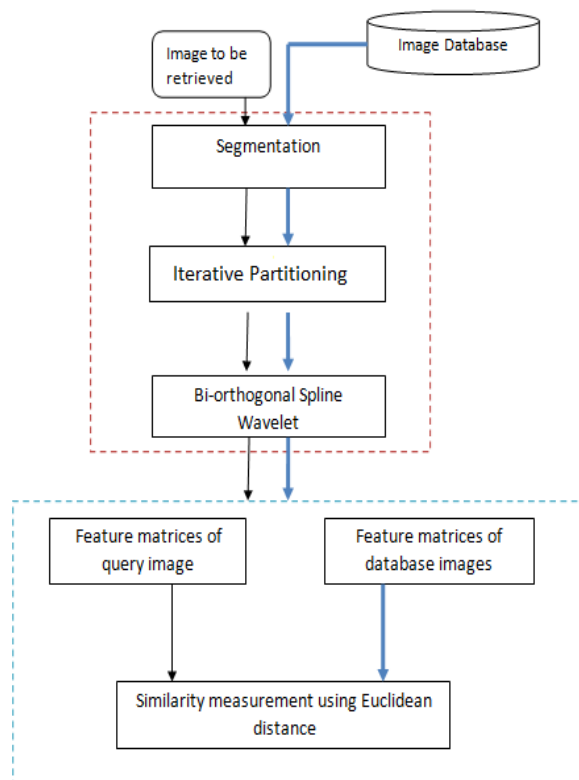 Image to be
retrieved
Image Database
Segmentation
Iterative Partitioning
Bi-orthogonal Spline
Wavelet
Feature matrices of
query image
Feature matrices of
database images
Similarity measurement using Euclidean
distance